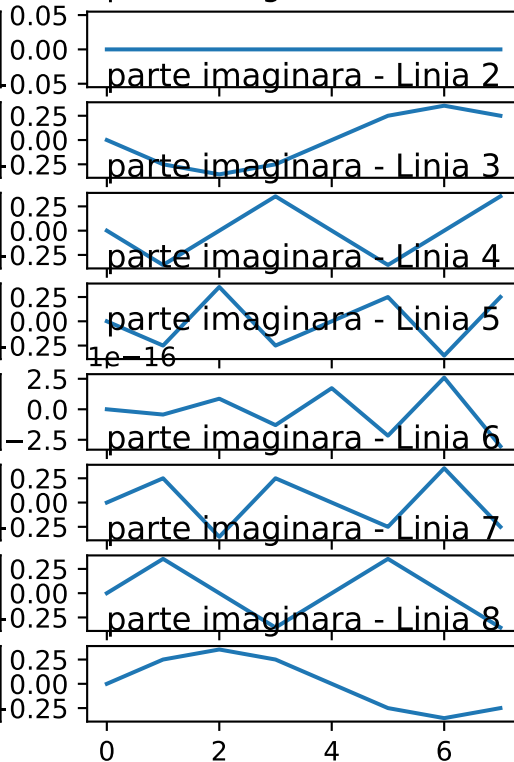 0.05
0.00
0.05
parte imaginara - Linia 2
0.25
0.00
0.25
parte imaginara - Linia 3
0.25
0.00
0.25
parte imaginara - Linia 4
0.25
0.00
0.25
parte imaginara - Linia 5
1e−16
2.5
0.0
−2.5
parte imaginara - Linia 6
0.25
0.00
0.25
parte imaginara - Linia 7
0.25
0.00
0.25
parte imaginara - Linia 8
0.25
0.00
0.25
0 2 4 6